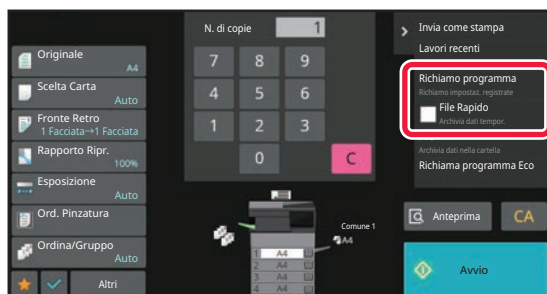 Originale
A4
Scelta Carta
Auto
Fronte Retro
1 Facciata→1 Facciata
Rapporto Ripr.
100%
Esposizione
Auto
Ord. Pinzatura
Ordina/Gruppo
Auto
Altri
N. di copie
1
7 8 9
4 5 6
1 2 3
0 C
Comune 1
A4
1 A4
2 A4
3 A4
4 A4
Invia come stampa
Lavori recenti
Richiamo programma
Richiamo impostaz. registrate
File Rapido
Archivia dati tempor.
Archivia dati nella cartella
Richiama programma Eco
Anteprima
CA
Avvio